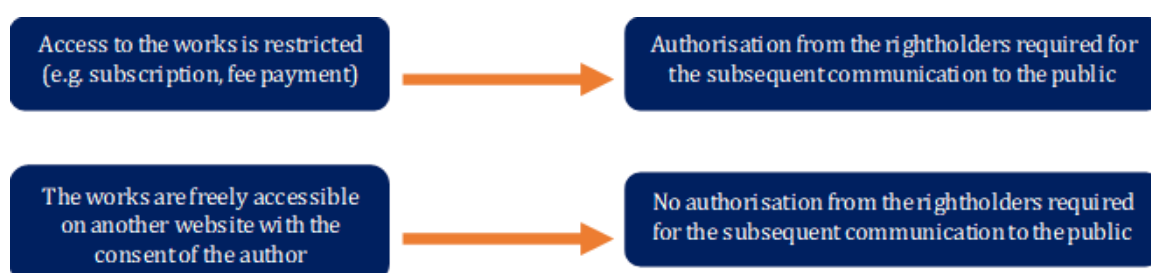 Access to the works is restricted
(e.g. subscription, fee payment)
Authorisation from the rightholders required for
the subsequent communication to the public
The works are freely accessible
on another website with the
consent of the author
No authorisation from the rightholders required
for the subsequent communication to the public